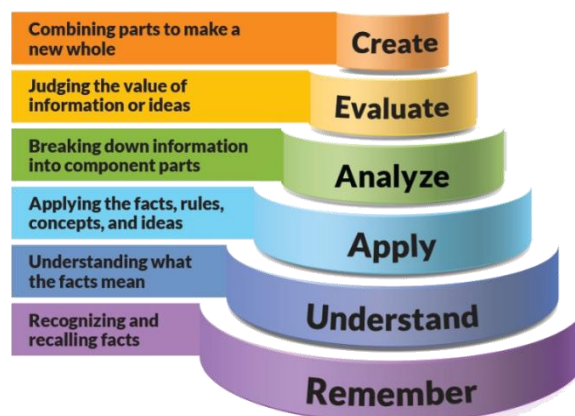 Combining parts to make a
new whole
Create
Judging the value of
information or ideas
Evaluate
Breaking down information
into component parts
Analyze
Applying the facts, rules,
concepts, and ideas
Apply
Understanding what
the facts mean
Understand
Recognizing and
recalling facts
Remember